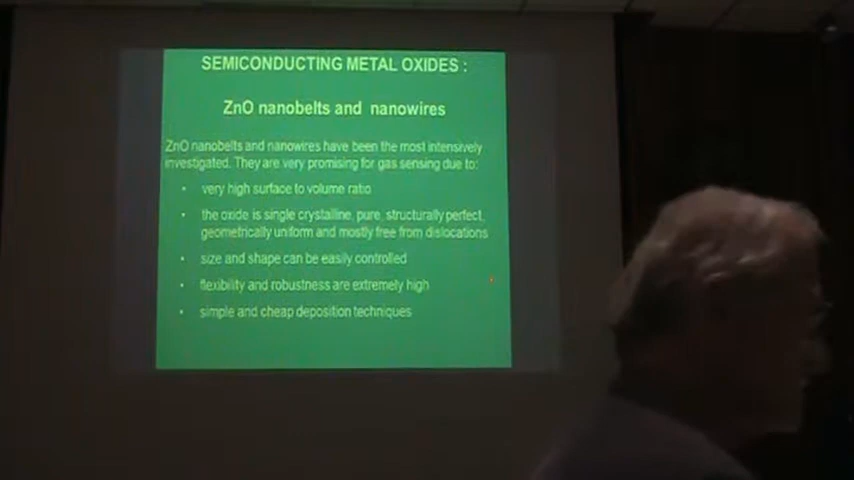 SEMICONDUCTING METAL OXIDES :
ZnO nanobelts and nanowires
ZnO nanobelts and nanowires have been the most intensively
investigated. They are very promising for gas sensing due to:
• very high surface to volume ratio
• the oxide is single crystalline, pure, structurally perfect,
geometrically uniform and mostly free from dislocations
• size and shape can be easily controlled
• flexibility and robustness are extremely high
• simple and cheap deposition techniques